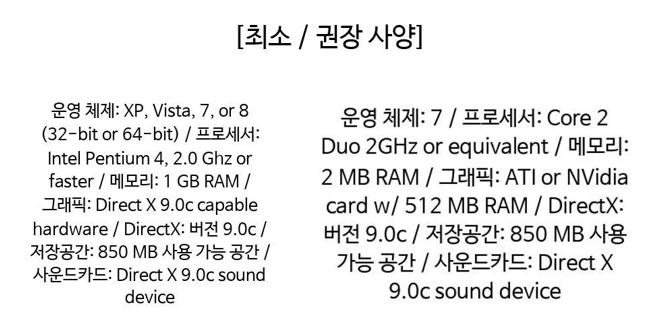 [최소 / 권장 사양]
운영 체제: XP, Vista, 7, or 8
(32-bit or 64-bit) / 프로세서:
Intel Pentium 4, 2.0 Ghz or
faster / 메모리: 1 GB RAM /
그래픽: Direct X 9.0c capable
hardware / DirectX: 버전 9.0c /
저장공간: 850 MB 사용 가능 공간 /
사운드카드: Direct X 9.0c sound
device
운영 체제: 7 / 프로세서: Core 2
Duo 2GHz or equivalent / 메모리:
2 MB RAM / 그래픽: ATI or NVidia
card w/ 512 MB RAM / DirectX:
버전 9.0c / 저장공간: 850 MB 사용
가능 공간 / 사운드카드: Direct X
9.0c sound device